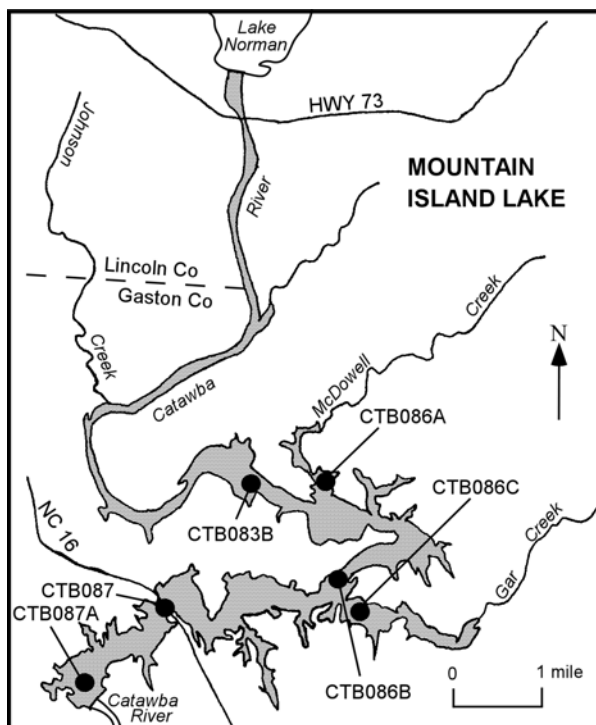 Lake
Norman
HWY 73
Johnson
MOUNTAIN
ISLAND LAKE
River
Lincoln Co
Gaston Co
Creek
N
Creek
Catawba
McDowell
CTB086A
CTB086C
CTB083B
NC 16
Creek
Gar
CTB087
CTB087A
0 1 mile
CTB086B
Catawba
River